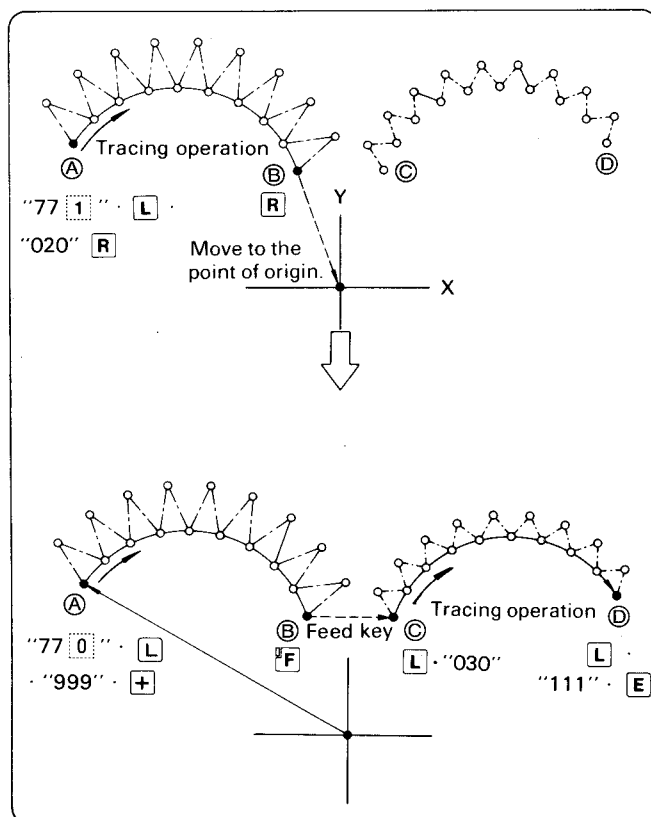 Tracing operation
Ⓐ
Ⓑ
Ⓒ
Ⓓ
"77 1 " · L ·
"020" R
R
Y
Move to the
point of origin.
X
Ⓐ
Ⓑ
Feed key
Ⓒ
Tracing operation
Ⓓ
"77 0 " · L
· "999" · +
F
L · "030"
L ·
"111" · E